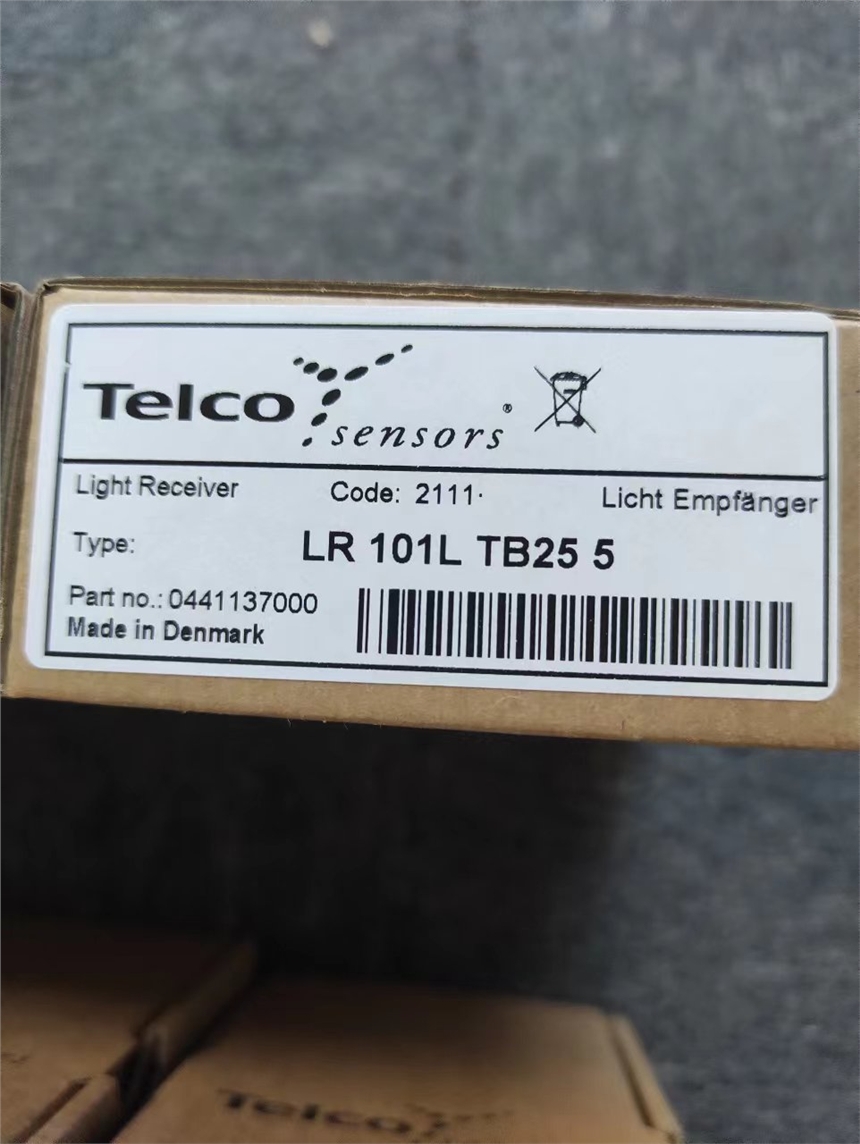 Telco sensors®
Light Receiver Code: 2111· Licht Empfänger
Type: LR 101L TB25 5
Part no.: 0441137000
Made in Denmark
Telco